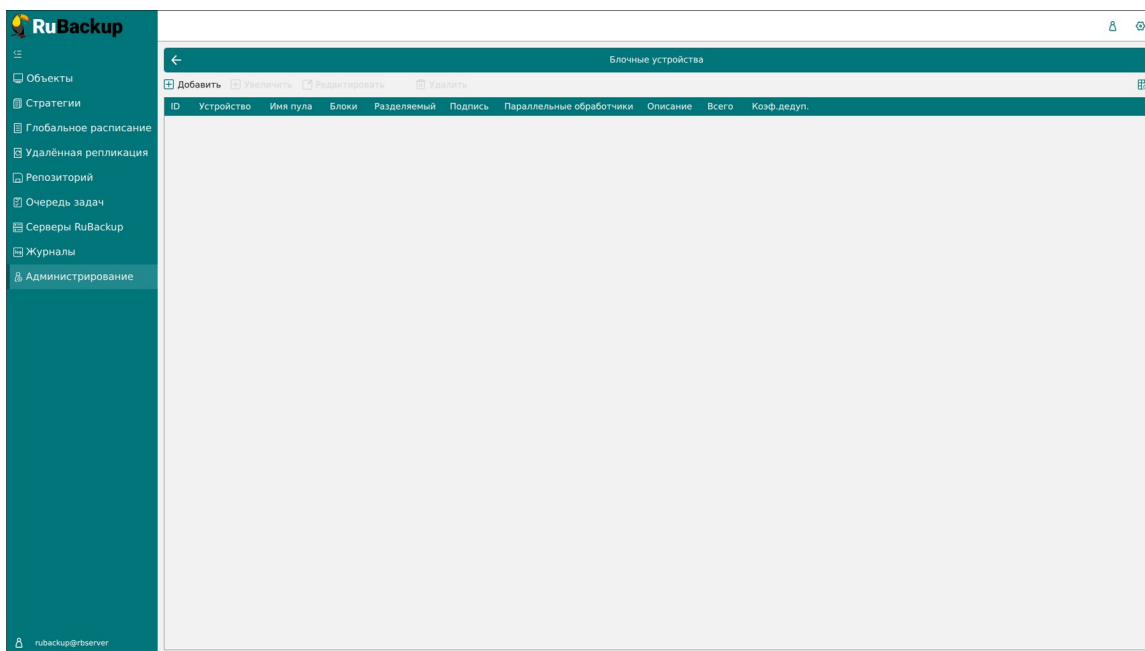 RuBackup
Объекты
Стратегии
Глобальное расписание
Удалённая репликация
Репозиторий
Очередь задач
Серверы RuBackup
Журналы
Администрирование
rubackup@rbserver
Блочные устройства
Добавить Увеличить Редактировать Удалить
ID Устройство Имя пула Блоки Разделяемый Подпись Параллельные обработчики Описание Всего Коэф.дедуп.